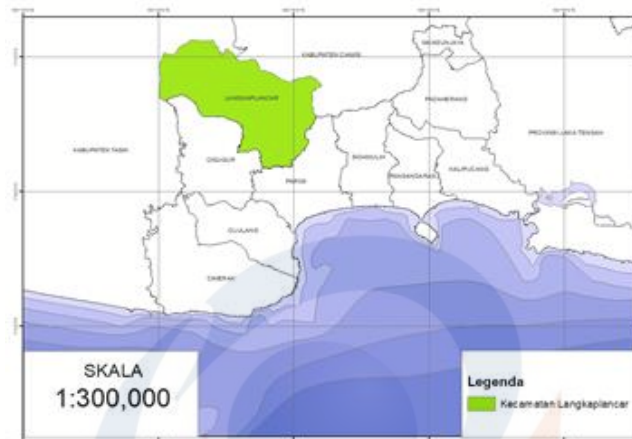 KABUPATEN CIAMIS
MANGUNJAYA
LANGKAPLANCAR
PADAHERANG
KABUPATEN TASIK
PROVINSI JAWA TENGAH
CIGUGUR
SIDAMULIH
KALIPUCANG
PARIGI
PANGANDARAN
CIJULANG
CIMERAK
SKALA
1:300,000
Legenda
Kecamatan Langkaplancar